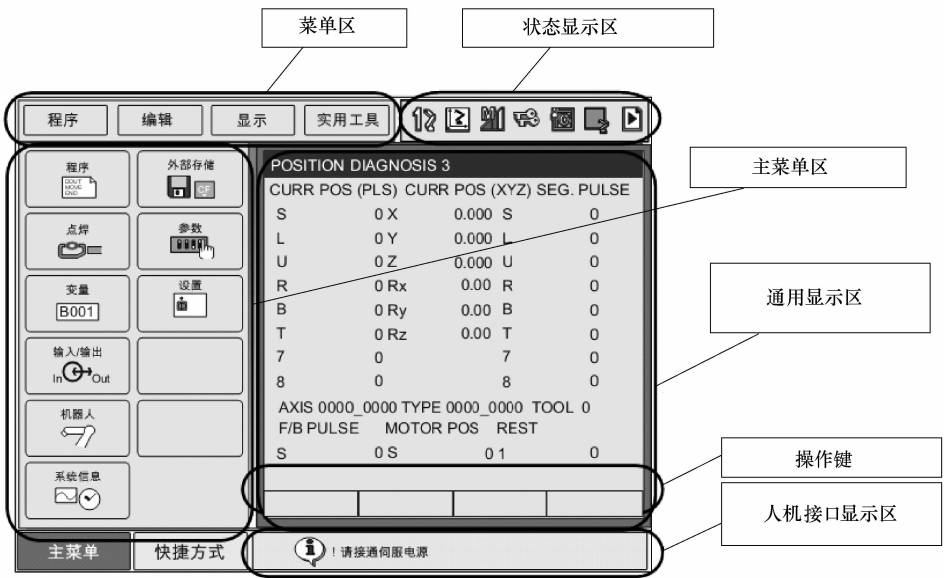 菜单区
状态显示区
程序 编辑 显示 实用工具
主菜单区
通用显示区
操作键
人机接口显示区
程序
DOUT
MOVE
END
外部存储
CF
点焊
参数
变量
B001
设置
输入/输出
In Out
机器人
系统信息
主菜单 快捷方式
POSITION DIAGNOSIS 3
CURR POS (PLS) CURR POS (XYZ) SEG. PULSE
S 0 X 0.000 S 0
L 0 Y 0.000 L 0
U 0 Z 0.000 U 0
R 0 Rx 0.00 R 0
B 0 Ry 0.00 B 0
T 0 Rz 0.00 T 0
7 0 7 0
8 0 8 0
AXIS 0000_0000 TYPE 0000_0000 TOOL 0
F/B PULSE MOTOR POS REST
S 0 S 0 1 0
! 请接通伺服电源